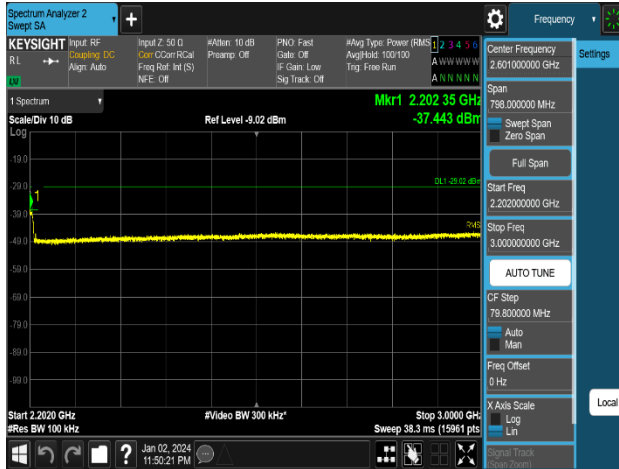 Spectrum Analyzer 2
Swept SA
+
Frequency
KEYSIGHT
RL
Input: RF
Coupling: DC
Align: Auto
Input Z: 50 Ω
Corr CCorr RCal
Freq Ref: Int (S)
NFE: Off
#Atten: 10 dB
Preamp: Off
PNO: Fast
Gate: Off
IF Gain: Low
Sig Track: Off
#Avg Type: Power (RMS
Avg|Hold: 100/100
Trig: Free Run
1 2 3 4 5 6
A W W W W W
A N N N N N
LW
1 Spectrum
Scale/Div 10 dB
Log
Ref Level -9.02 dBm
Mkr1 2.202 35 GHz
-37.443 dBm
-19.0
-29.0
-39.0
-49.0
-59.0
-69.0
-79.0
-89.0
-99.0
1
DL1 -29.02 dBm
RMS
Start 2.2020 GHz
#Res BW 100 kHz
#Video BW 300 kHz*
Stop 3.0000 GHz
Sweep 38.3 ms (15961 pts)
Jan 02, 2024
11:50:21 PM
Center Frequency
2.601000000 GHz
Settings
Span
798.000000 MHz
Swept Span
Zero Span
Full Span
Start Freq
2.202000000 GHz
Stop Freq
3.000000000 GHz
AUTO TUNE
CF Step
79.800000 MHz
Auto
Man
Freq Offset
0 Hz
X Axis Scale
Log
Lin
Local
Signal Track
(Span Zoom)